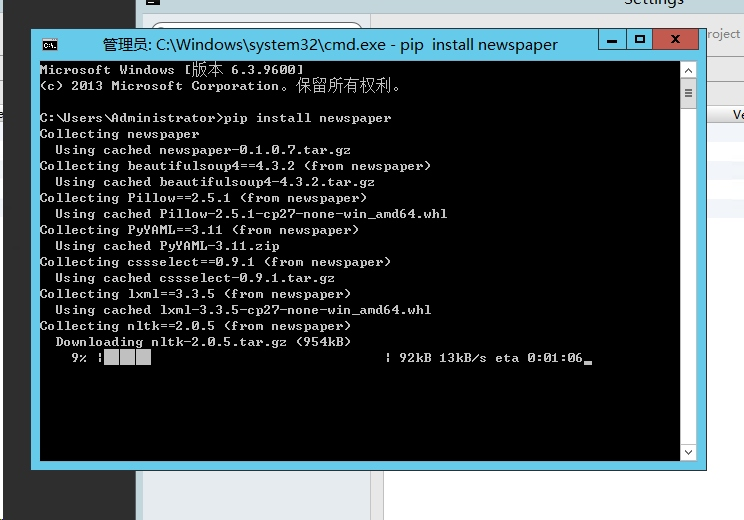 Settings
管理员: C:\Windows\system32\cmd.exe - pip  install newspaper
roject
Microsoft Windows [版本 6.3.9600]
(c) 2013 Microsoft Corporation。保留所有权利。
Ve
C:\Users\Administrator>pip install newspaper
Collecting newspaper
  Using cached newspaper-0.1.0.7.tar.gz
Collecting beautifulsoup4==4.3.2 (from newspaper)
  Using cached beautifulsoup4-4.3.2.tar.gz
Collecting Pillow==2.5.1 (from newspaper)
  Using cached Pillow-2.5.1-cp27-none-win_amd64.whl
Collecting PyYAML==3.11 (from newspaper)
  Using cached PyYAML-3.11.zip
Collecting cssselect==0.9.1 (from newspaper)
  Using cached cssselect-0.9.1.tar.gz
Collecting lxml==3.3.5 (from newspaper)
  Using cached lxml-3.3.5-cp27-none-win_amd64.whl
Collecting nltk==2.0.5 (from newspaper)
  Downloading nltk-2.0.5.tar.gz (954kB)
    9% |███                             | 92kB 13kB/s eta 0:01:06